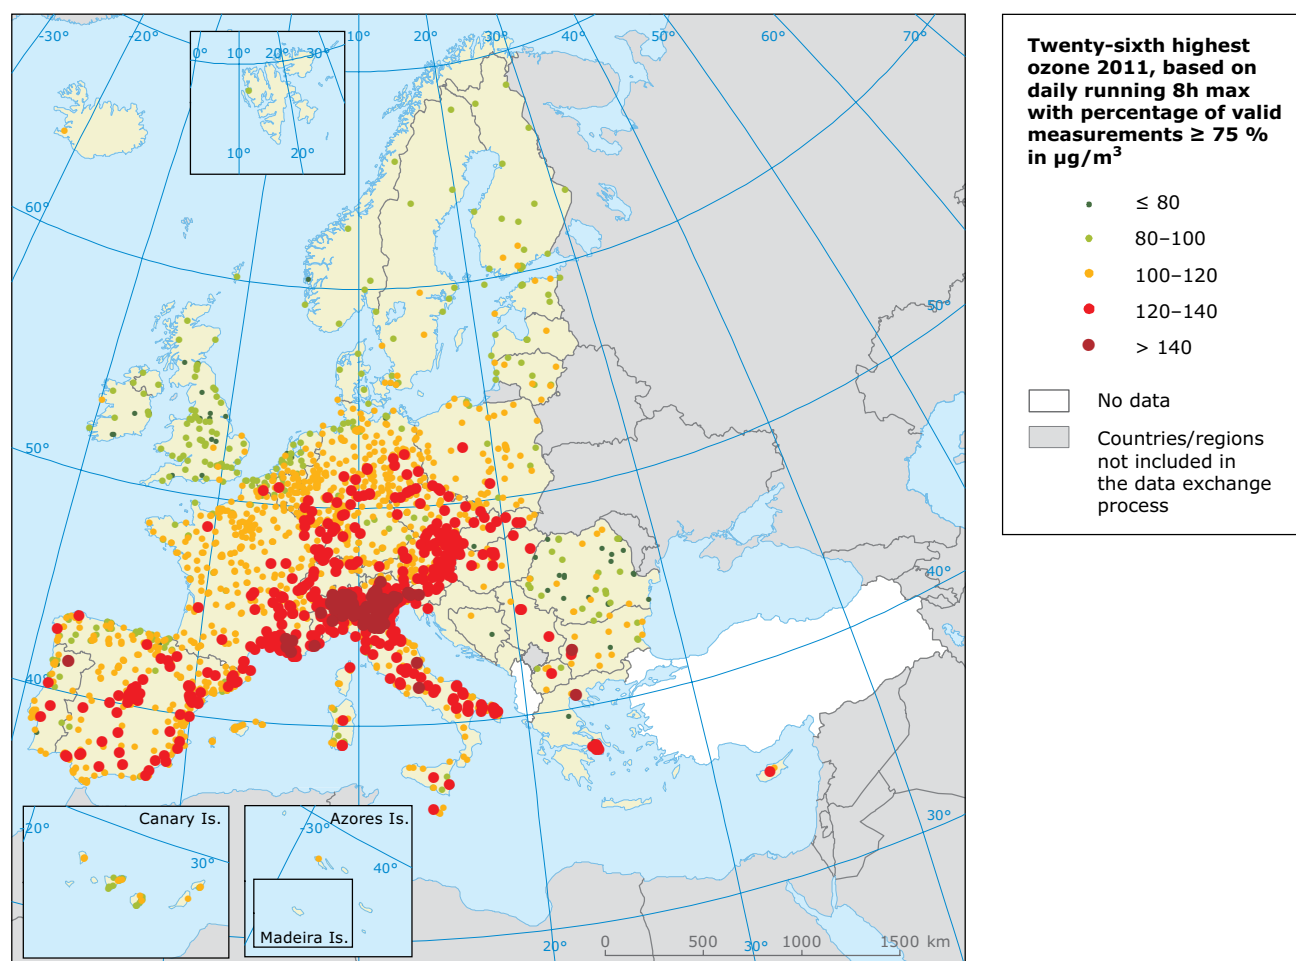 -30°
-20°
10°
20°
30°
60°
70°
0°
10°
20°
30°
50°
10°
20°
60°
40°
50°
50°
40°
40°
30°
Canary Is.
-20°
30°
Azores Is.
-30°
40°
Madeira Is.
20°
30°
0 500 1000 1500 km
Twenty-sixth highest
ozone 2011, based on
daily running 8h max
with percentage of valid
measurements ≥ 75 %
in µg/m³
≤ 80
80–100
100–120
120–140
> 140
No data
Countries/regions
not included in
the data exchange
process